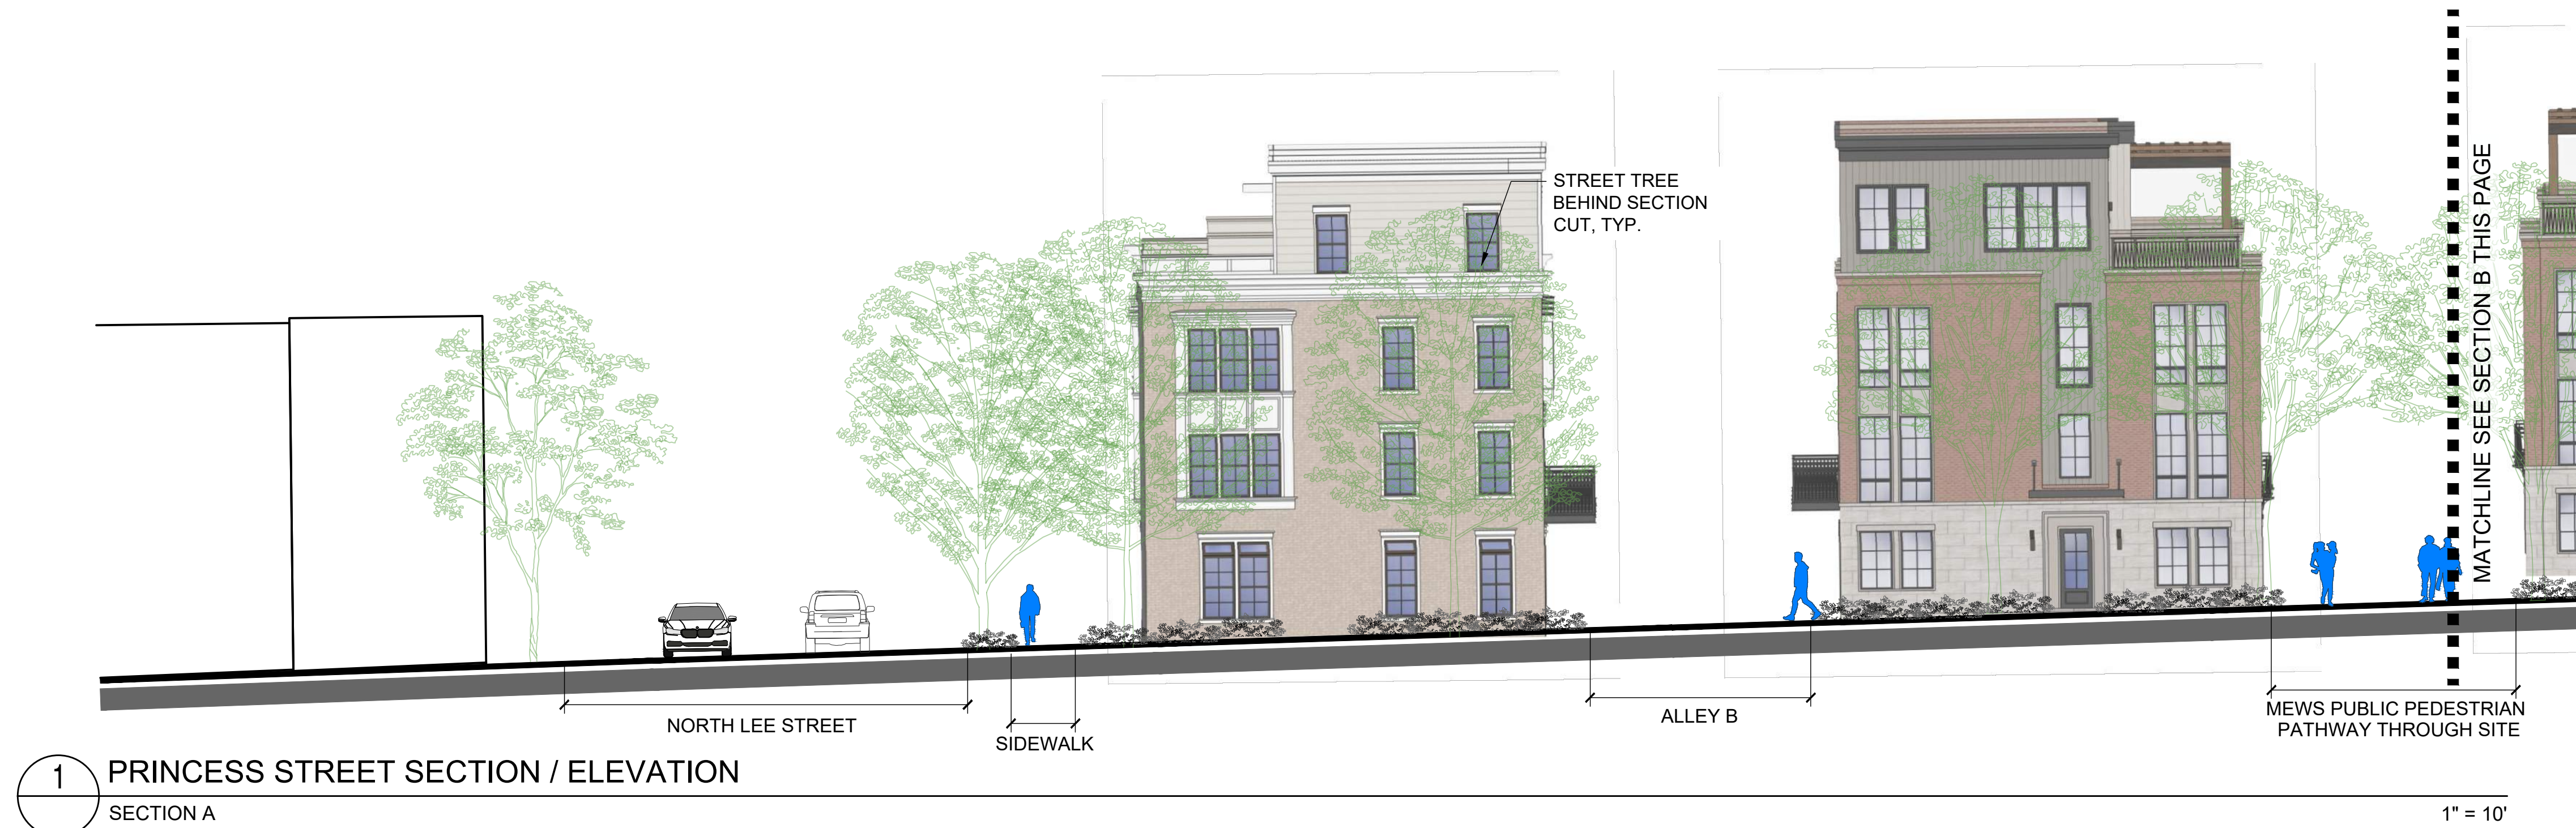 STREET TREE
BEHIND SECTION
CUT, TYP.
MATCHLINE SEE SECTION B THIS PAGE
NORTH LEE STREET
SIDEWALK
ALLEY B
MEWS PUBLIC PEDESTRIAN
PATHWAY THROUGH SITE
1
PRINCESS STREET SECTION / ELEVATION
SECTION A
1" = 10'